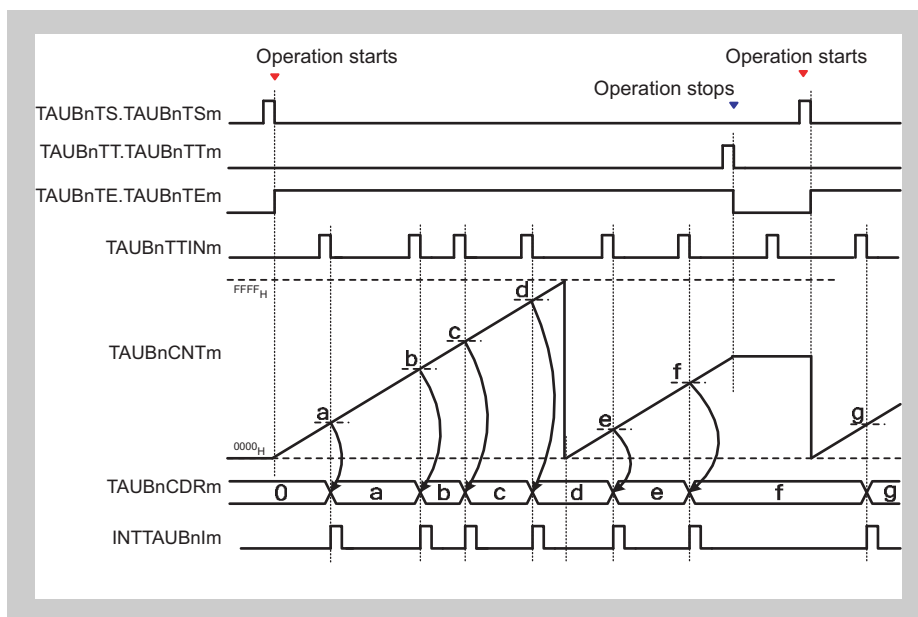 Operation starts
Operation starts
Operation stops
TAUBnTS.TAUBnTSm
TAUBnTT.TAUBnTTm
TAUBnTE.TAUBnTEm
TAUBnTTINm
FFFFH
d
c
TAUBnCNTm
b
f
a
e
g
0000H
TAUBnCDRm
0 a b c d e f g
INTTAUBnIm